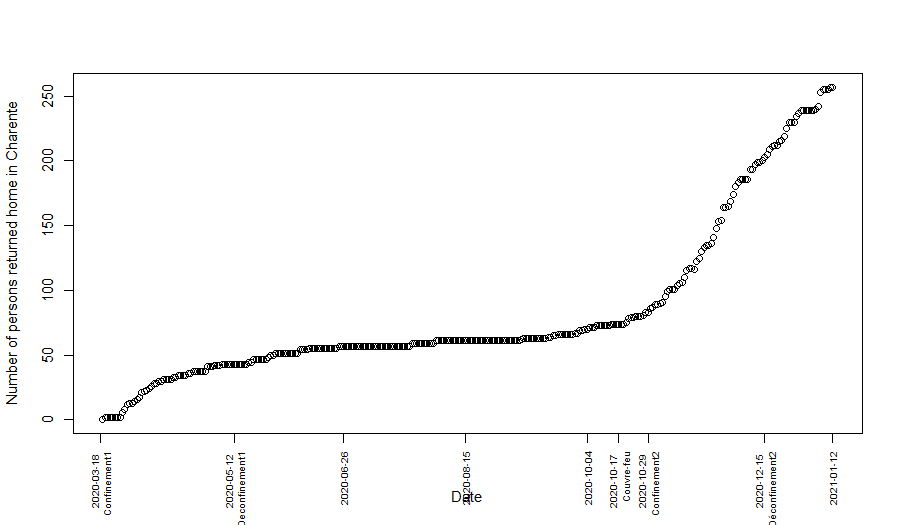 Number of persons returned home in Charente
250
200
150
100
50
0
2020-03-18
Confinement1
2020-05-12
Deconfinement1
2020-06-26
2020-08-15
2020-10-04
2020-10-17
Couvre-feu
2020-10-29
Confinement2
2020-12-15
Déconfinement2
2021-01-12
Date